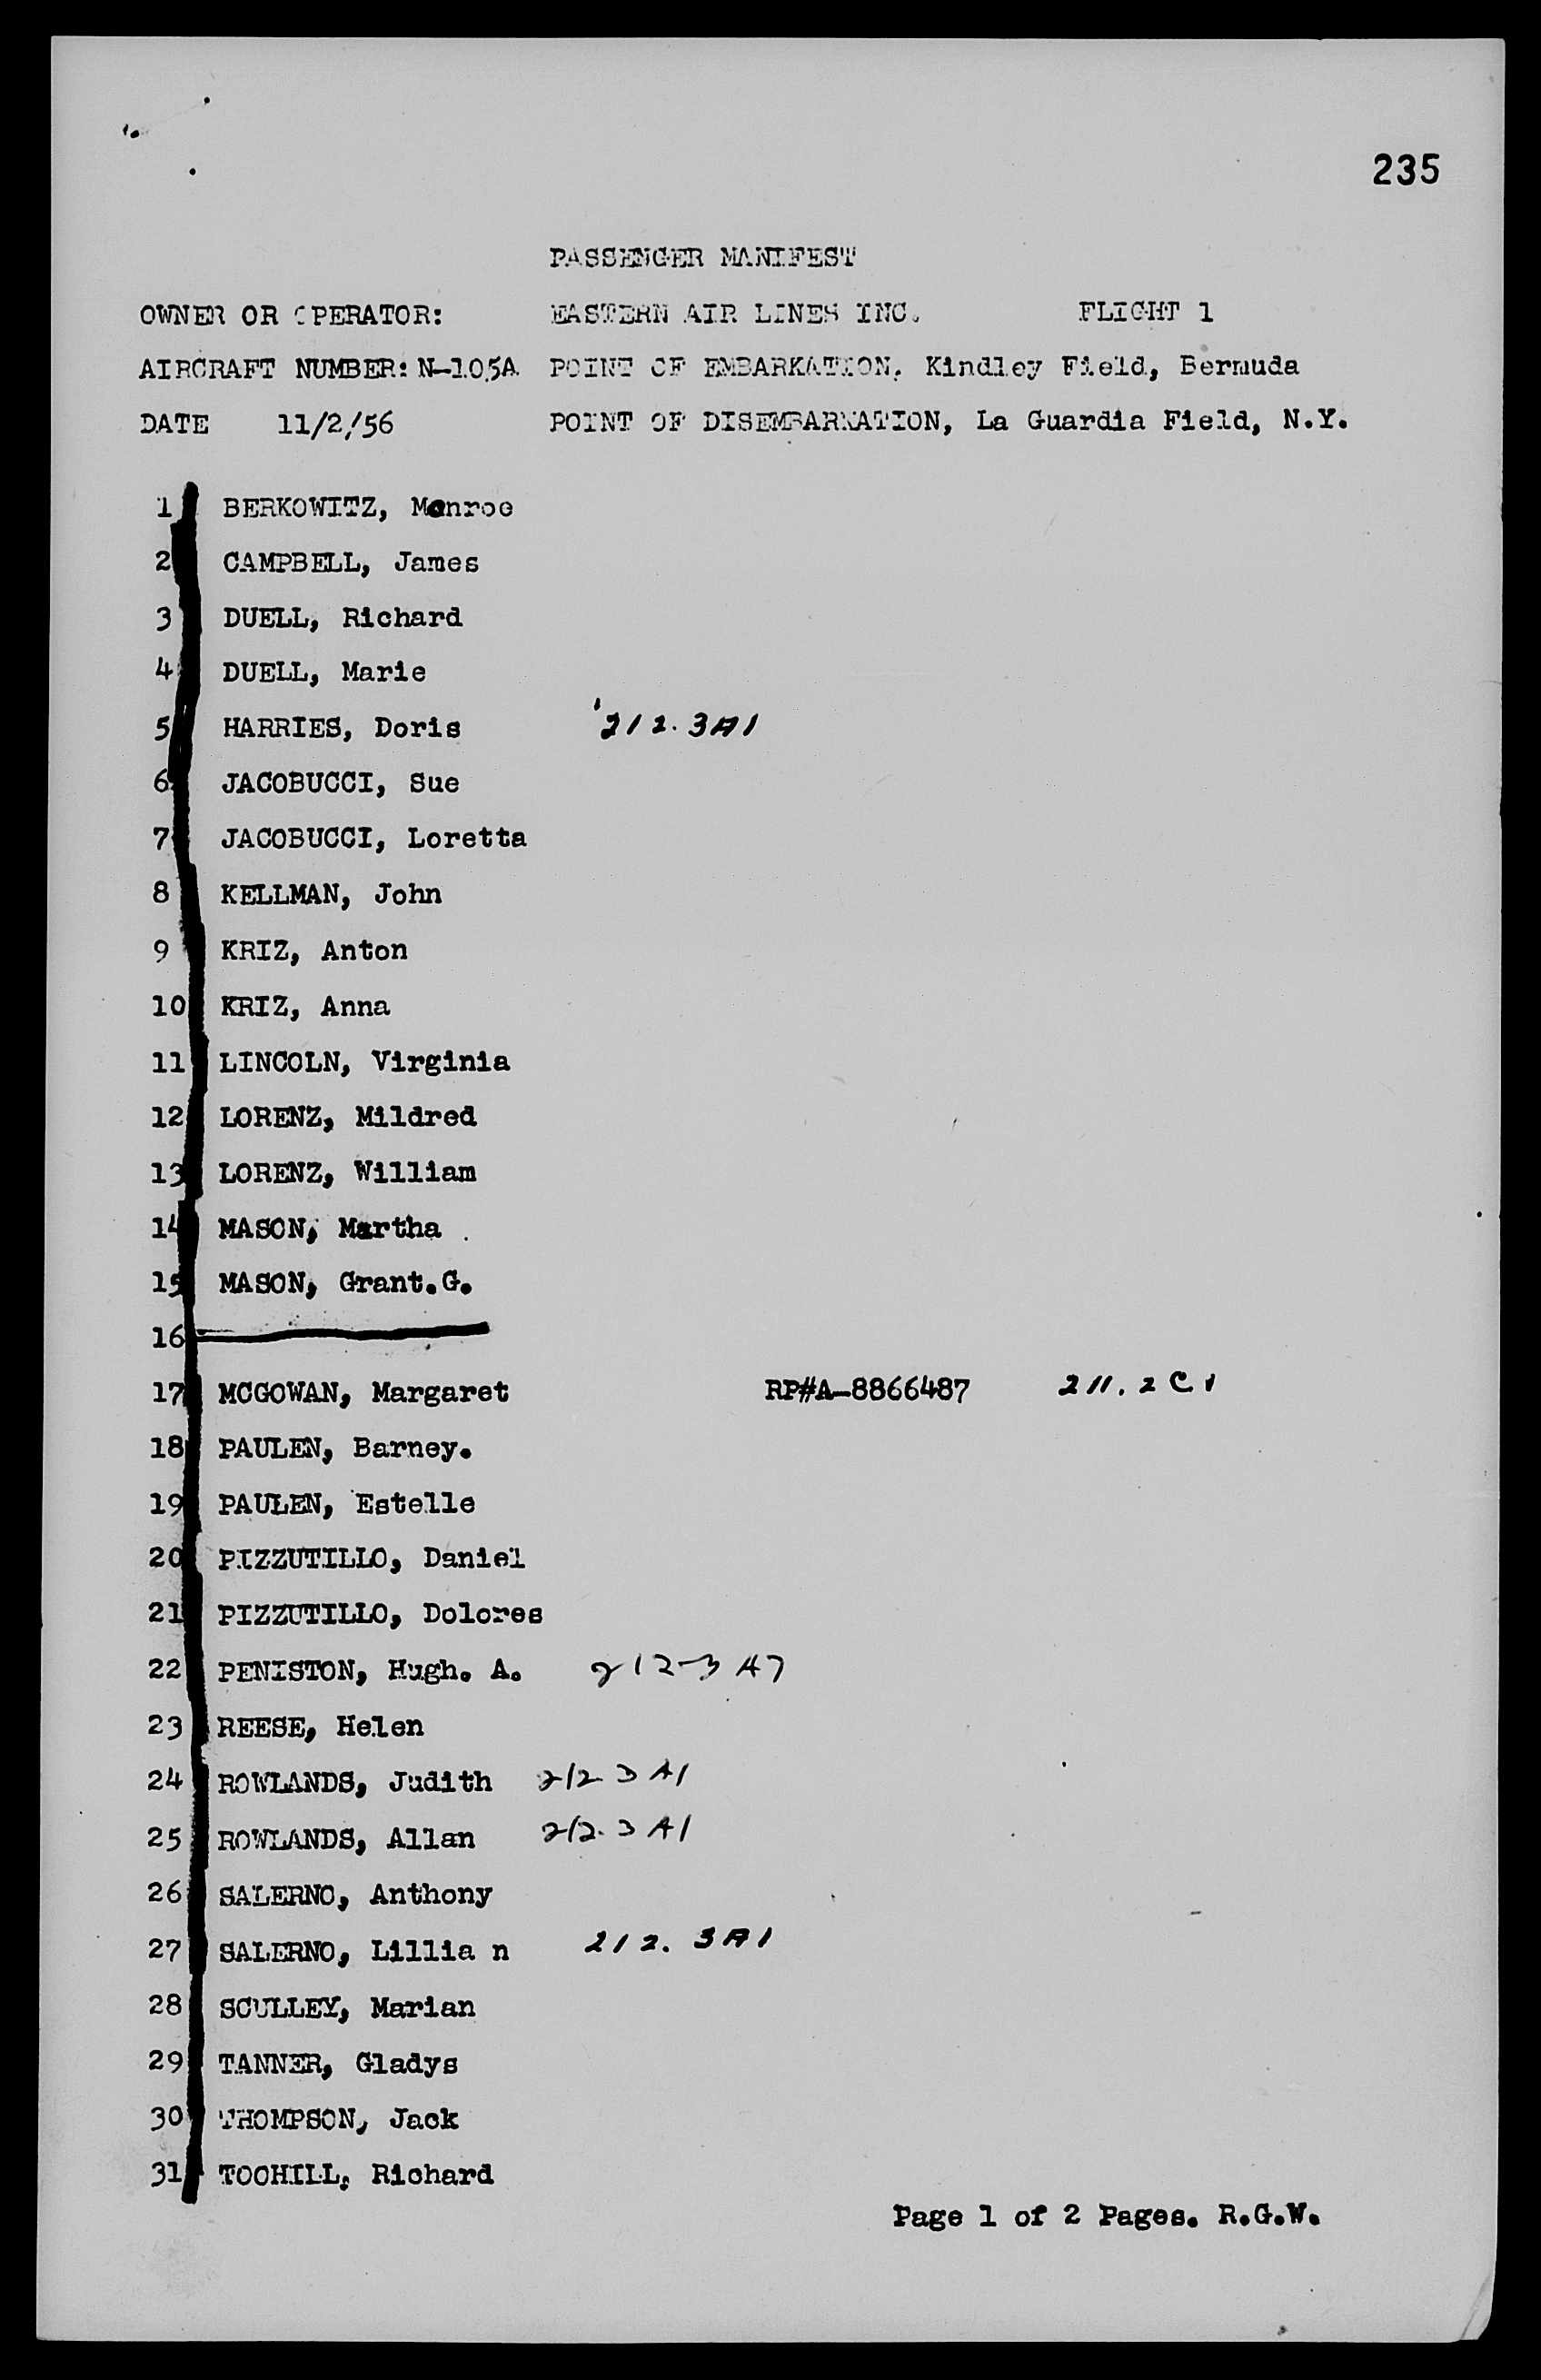 235
PASSENGER MANIFEST
OWNER OR OPERATOR: EASTERN AIR LINES INC. FLIGHT 1
AIRCRAFT NUMBER: N-105A POINT OF EMBARKATION. Kindley Field, Bermuda
DATE 11/2/56 POINT OF DISEMBARKATION, La Guardia Field, N.Y.
1 BERKOWITZ, Monroe
2 CAMPBELL, James
3 DUELL, Richard
4 DUELL, Marie
5 HARRIES, Doris 212.3A1
6 JACOBUCCI, Sue
7 JACOBUCCI, Loretta
8 KELLMAN, John
9 KRIZ, Anton
10 KRIZ, Anna
11 LINCOLN, Virginia
12 LORENZ, Mildred
13 LORENZ, William
14 MASON, Martha
15 MASON, Grant.G.
16
17 MCGOWAN, Margaret RP#A-8866487 211.2C1
18 PAULEN, Barney.
19 PAULEN, Estelle
20 PIZZUTILLO, Daniel
21 PIZZUTILLO, Dolores
22 PENISTON, Hugh. A. 212-3 A7
23 REESE, Helen
24 ROWLANDS, Judith 212 3 A1
25 ROWLANDS, Allan 212.3 A1
26 SALERNO, Anthony
27 SALERNO, Lillia n 212. 3A1
28 SCULLEY, Marian
29 TANNER, Gladys
30 THOMPSON, Jack
31 TOOHILL, Richard
Page 1 of 2 Pages. R.G.W.